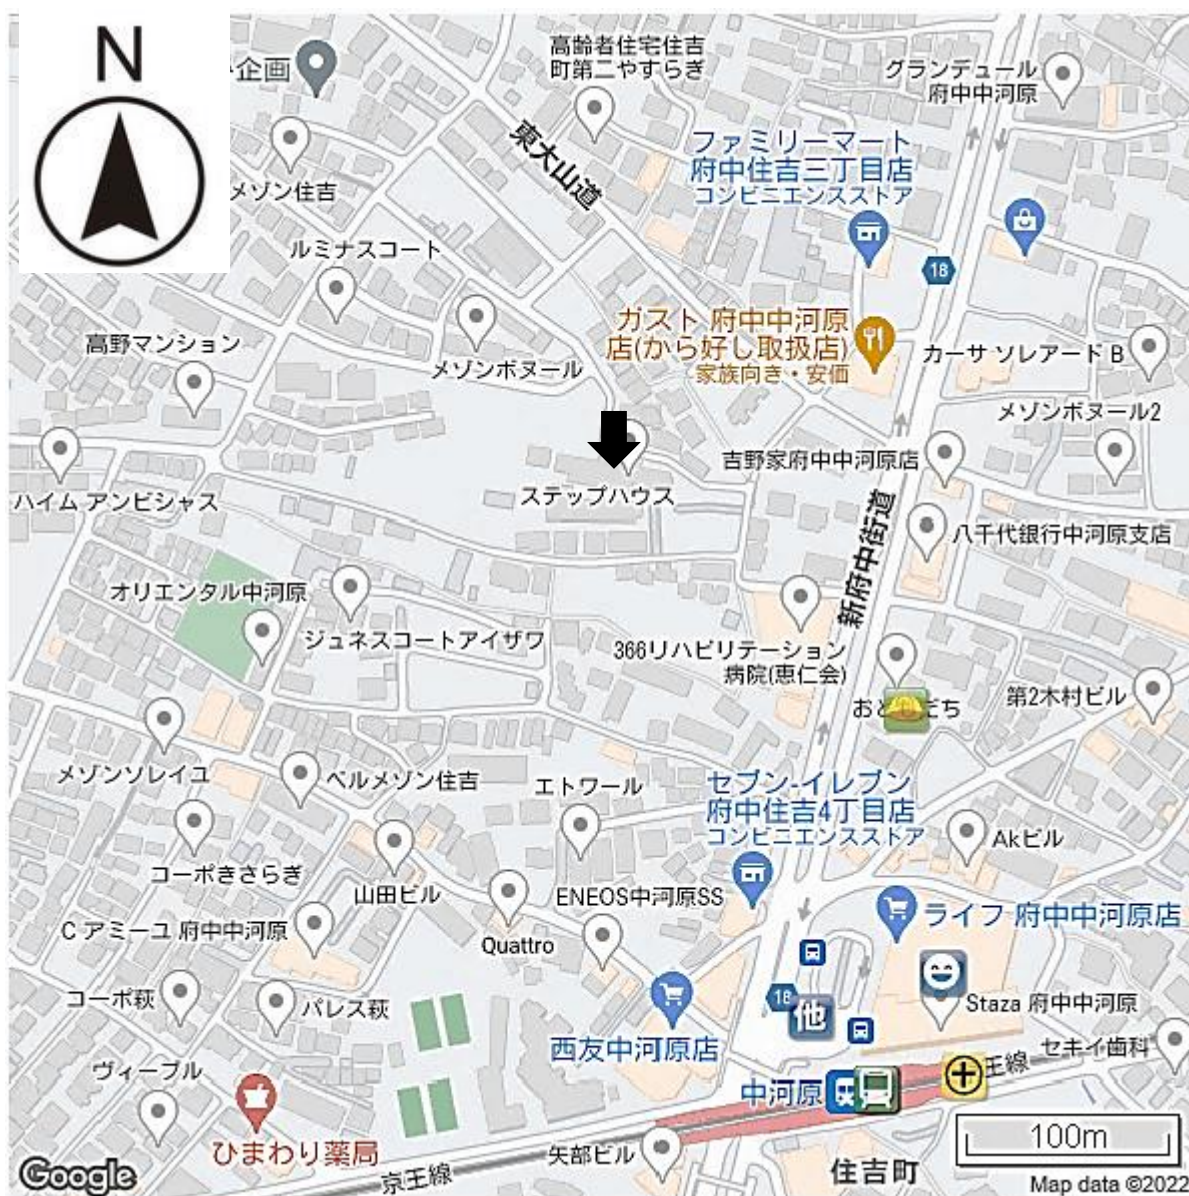 N
企画
高齢者住宅住吉
町第二やすらぎ
グランデュール
府中中河原
東大山道
ファミリーマート
府中住吉三丁目店
コンビニエンスストア
メゾン住吉
ルミナスコート
18
ガスト 府中中河原
店(から好し取扱店)
家族向き・安価
高野マンション
メゾンボヌール
カーサ ソレアード B
メゾンボヌール2
吉野家府中中河原店
ハイム アンビシャス
ステップハウス
新府中街道
八千代銀行中河原支店
オリエンタル中河原
ジュネスコートアイザワ
366リハビリテーション
病院(恵仁会)
第2木村ビル
メゾンソレイユ
ベルメゾン住吉
エトワール
セブン-イレブン
府中住吉4丁目店
コンビニエンスストア
Akビル
コーポきさらぎ
山田ビル
ENEOS中河原SS
ライフ 府中中河原店
C アミーユ 府中中河原
Quattro
コーポ萩
パレス萩
18
他
Staza 府中中河原
西友中河原店
セキイ歯科
ヴィーブル
中河原
王線
ひまわり薬局
矢部ビル
100m
京王線
住吉町
Google
Map data ©2022